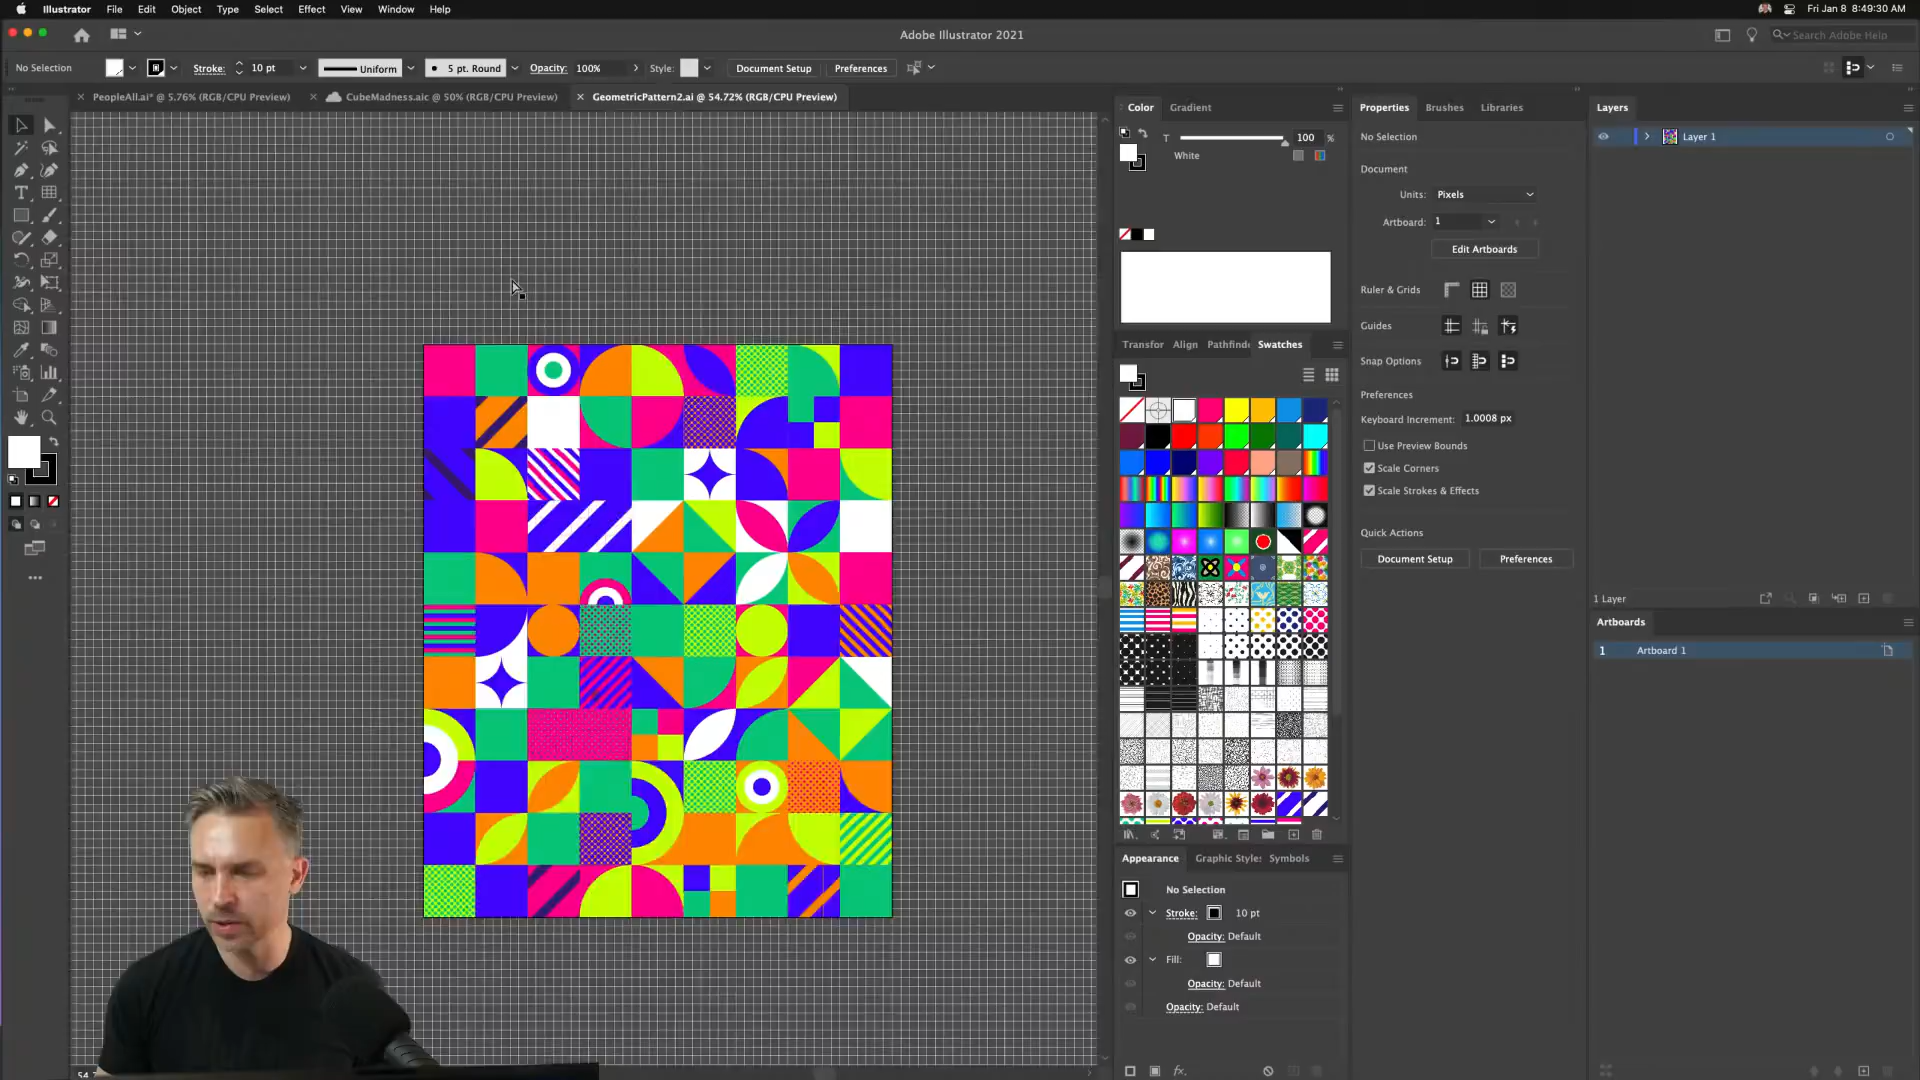 Illustrator File Edit Object Type Select Effect View Window Help
Fri Jan 8 8:49:30 AM
Adobe Illustrator 2021
Search Adobe Help
No Selection
Stroke: 10 pt
Uniform
5 pt. Round
Opacity: 100%
Style:
Document Setup
Preferences
PeopleAll.ai* @ 5.76% (RGB/CPU Preview)
CubeMadness.aic @ 50% (RGB/CPU Preview)
GeometricPattern2.ai @ 54.72% (RGB/CPU Preview)
Color Gradient
T 100 %
White
Transfor Align Pathfinde Swatches
Appearance Graphic Styles Symbols
No Selection
Stroke: 10 pt
Opacity: Default
Fill:
Opacity: Default
Opacity: Default
Properties Brushes Libraries
No Selection
Document
Units: Pixels
Artboard: 1
Edit Artboards
Ruler & Grids
Guides
Snap Options
Preferences
Keyboard Increment: 1.0008 px
Use Preview Bounds
Scale Corners
Scale Strokes & Effects
Quick Actions
Document Setup
Preferences
Layers
Layer 1
1 Layer
Artboards
1 Artboard 1
fx.